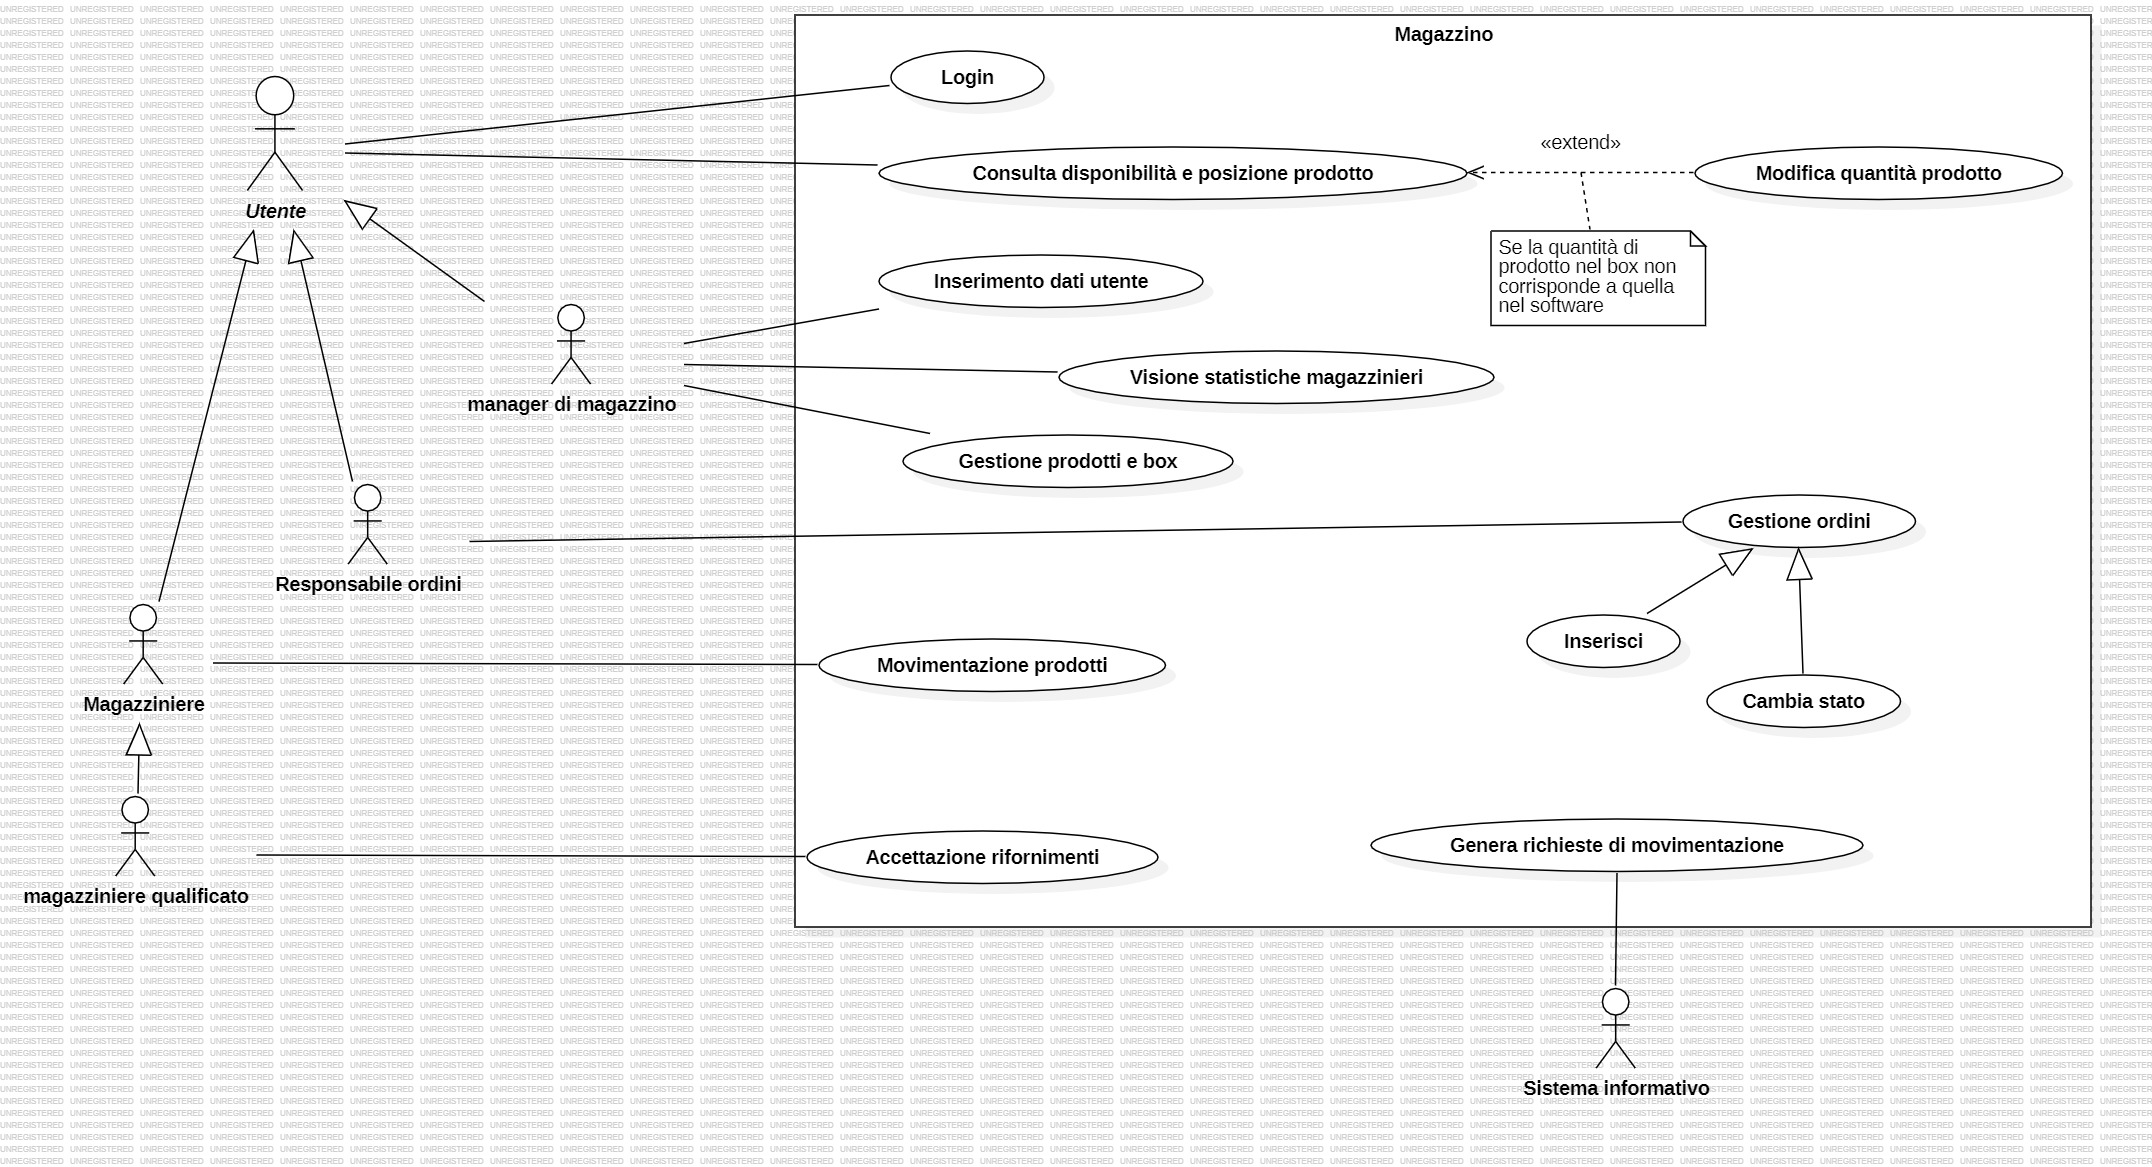 Magazzino
Login
«extend»
Consulta disponibilità e posizione prodotto
Modifica quantità prodotto
Utente
Se la quantità di
prodotto nel box non
corrisponde a quella
nel software
Inserimento dati utente
Visione statistiche magazzinieri
manager di magazzino
Gestione prodotti e box
Gestione ordini
Responsabile ordini
Inserisci
Movimentazione prodotti
Magazziniere
Cambia stato
Genera richieste di movimentazione
Accettazione rifornimenti
magazziniere qualificato
Sistema informativo
UNREGISTERED